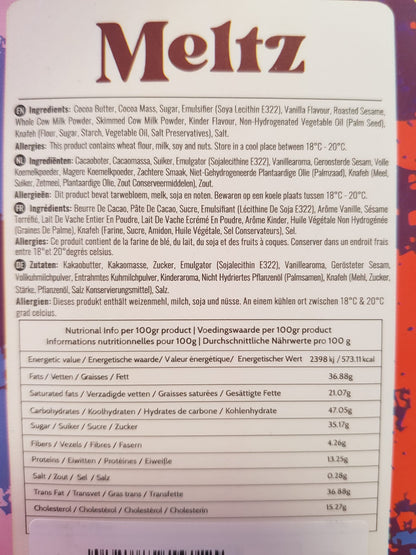 Meltz
EN Ingredients: Cocoa Butter, Cocoa Mass, Sugar, Emulsifier (Soya Lecithin E322), Vanilla Flavour, Roasted Sesame,
Whole Cow Milk Powder, Skimmed Cow Milk Powder, Kinder Flavour, Non-Hydrogenated Vegetable Oil (Palm Seed),
Knafeh (Flour, Sugar, Starch, Vegetable Oil, Salt Preservatives), Salt.
Allergies: This product contains wheat flour, milk, soy and nuts. Store in a cool place between 18°C - 20°C.
NL Ingrediënten: Cacaoboter, Cacaomassa, Suiker, Emulgator (Sojalecithine E322), Vanillearoma, Geroosterde Sesam, Volle
Koemelkpoeder, Magere Koemelkpoeder, Zachtere Smaak, Niet-Gehydrogeneerde Plantaardige Olie (Palmzaad), Knafeh (Meel,
Suiker, Zetmeel, Plantaardige Olie, Zout Conserveermiddel), Zout.
Allergieën: Dit product bevat tarwebloem, melk, soja en noten. Bewaren op een koele plaats tussen 18°C - 20°C.
FR Ingrédients: Beurre De Cacao, Pâte De Cacao, Sucre, Emulsifiant (Lécithine De Soja E322), Arôme Vanille, Sésame
Torréfié, Lait De Vache Entier En Poudre, Lait De Vache Ecrémé En Poudre, Arôme Kinder, Huile Végétale Non Hydrogénée
(Graines De Palme), Knafeh (Farine, Sucre, Amidon, Huile Végétale, Sel Conservateurs), Sel.
Allergies: Ce produit contient de la farine de blé, du lait, du soja et des fruits à coques. Conserver dans un endroit frais
entre 18°et 20°degrés celsius.
DE Zutaten: Kakaobutter, Kakaomasse, Zucker, Emulgator (Sojalecithin E322), Vanillearoma, Gerösteter Sesam,
Vollkuhmilchpulver, Entrahmtes Kuhmilchpulver, Kinderaroma, Nicht Hydriertes Pflanzenöl (Palmsamen), Knafeh (Mehl, Zucker,
Stärke, Pflanzenöl, Salz Konservierungsmittel), Salz.
Allergien: Dieses produkt enthält weizenmehl, milch, soja und nüsse. An einem kühlen ort zwischen 18°C & 20°C
grad celcius.
Nutrional Info per 100gr product | Voedingswaarde per 100gr product
Informations nutritionnelles pour 100g | Durchschnittliche Nährwerte pro 100 g
Energetic value / Energetische waarde/ Valeur énergétique/ Energetischer Wert 2398 kj / 573.11 kcal
Fats / Vetten / Graisses / Fett 36.88g
Saturated fats / Verzadigde vetten / Graisses saturées / Gesättigte Fette 21.07g
Carbohydrates / Koolhydraten / Hydrates de carbone / Kohlenhydrate 47.05g
Sugar / Suiker / Sucre / Zucker 35.17g
Fibers / Vezels / Fibres / Fasern 4.26g
Proteins / Eiwitten / Protéines / Eiweiße 13.25g
Salt / Zout / Sel / Salz 0.28g
Trans Fat / Transvet / Gras trans / Transfette 36.88g
Cholesterol / Cholestérol / Cholestérol / Cholesterin 15.27g